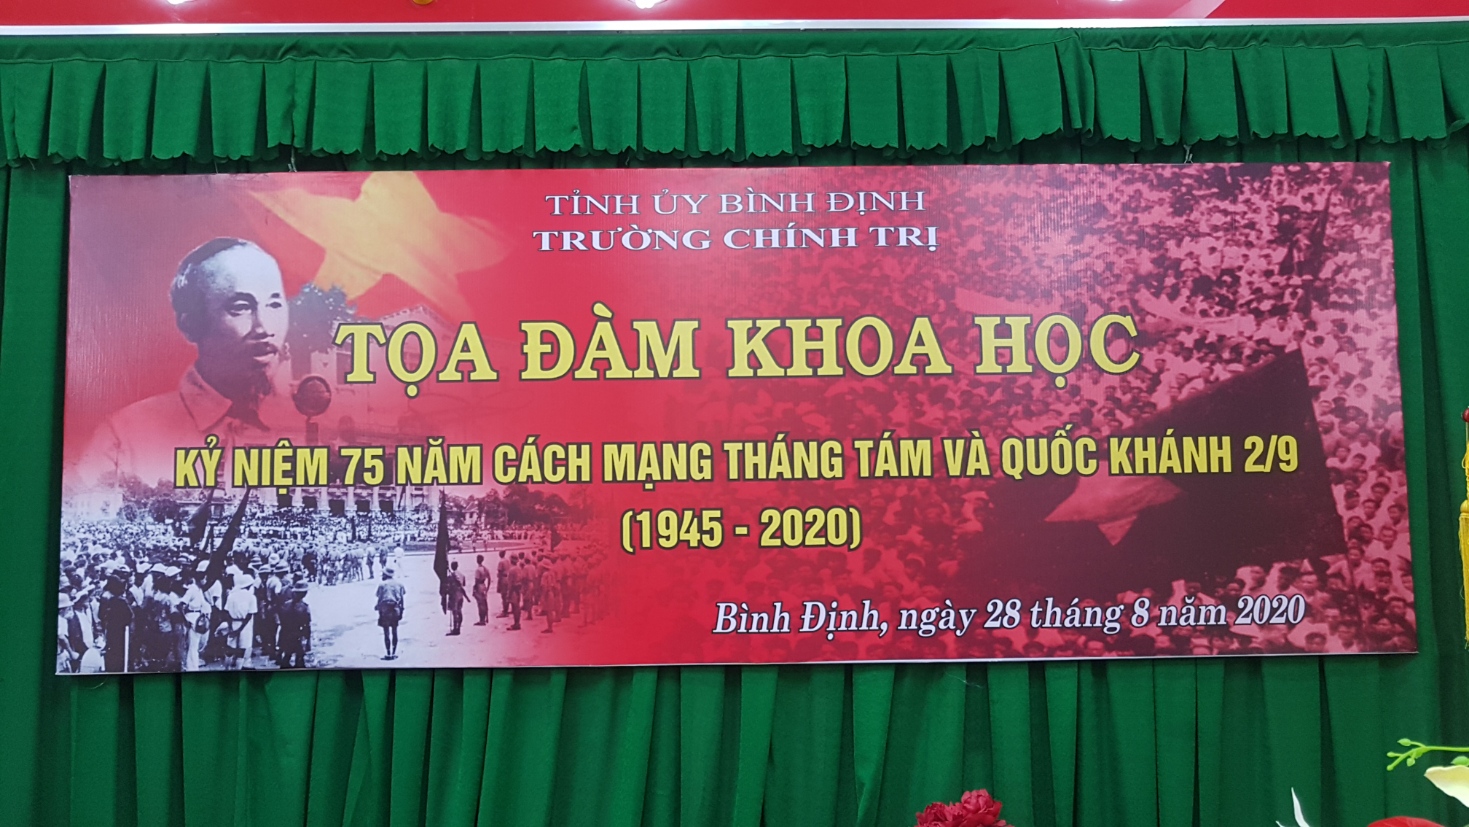 TỈNH ỦY BÌNH ĐỊNH
TRƯỜNG CHÍNH TRỊ
TỌA ĐÀM KHOA HỌC
KỶ NIỆM 75 NĂM CÁCH MẠNG THÁNG TÁM VÀ QUỐC KHÁNH 2/9
(1945 - 2020)
Bình Định, ngày 28 tháng 8 năm 2020